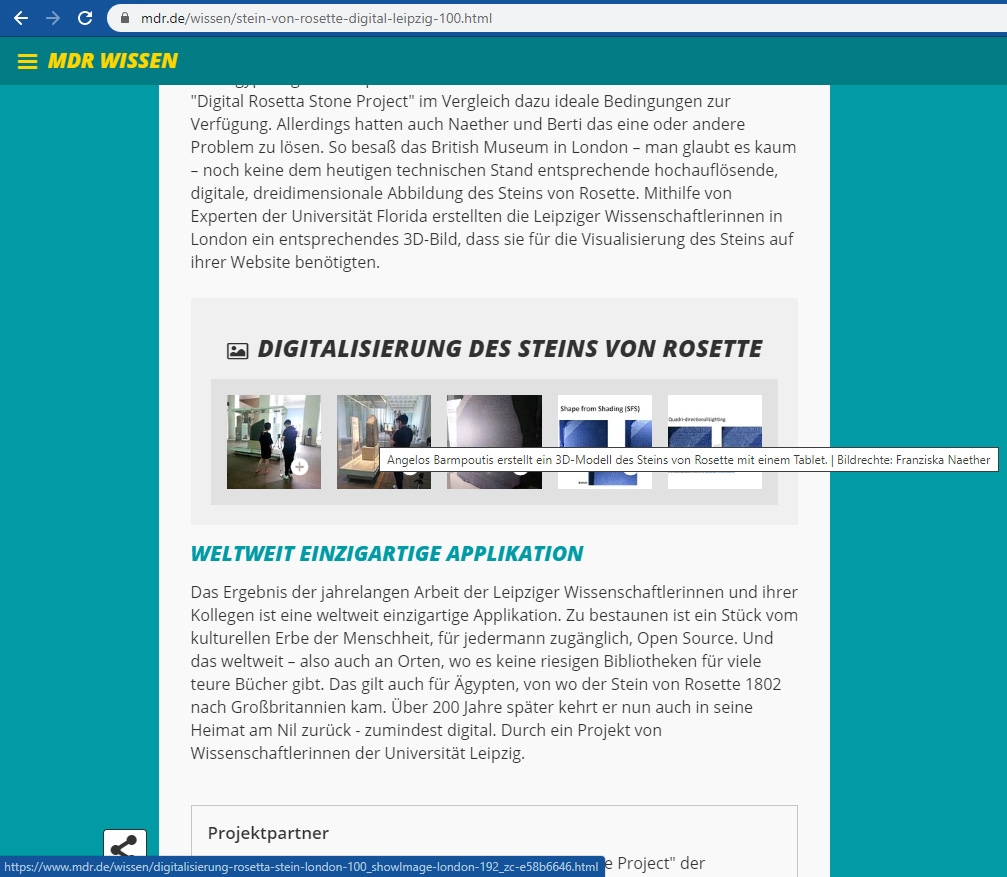 mdr.de/wissen/stein-von-rosette-digital-leipzig-100.html
MDR WISSEN
"Digital Rosetta Stone Project" im Vergleich dazu ideale Bedingungen zur
Verfügung. Allerdings hatten auch Naether und Berti das eine oder andere
Problem zu lösen. So besaß das British Museum in London – man glaubt es kaum
– noch keine dem heutigen technischen Stand entsprechende hochauflösende,
digitale, dreidimensionale Abbildung des Steins von Rosette. Mithilfe von
Experten der Universität Florida erstellten die Leipziger Wissenschaftlerinnen in
London ein entsprechendes 3D-Bild, dass sie für die Visualisierung des Steins auf
ihrer Website benötigten.
DIGITALISIERUNG DES STEINS VON ROSETTE
Shape from Shading (SFS)
Quadri-directional lighting
Angelos Barmpoutis erstellt ein 3D-Modell des Steins von Rosette mit einem Tablet. | Bildrechte: Franziska Naether
WELTWEIT EINZIGARTIGE APPLIKATION
Das Ergebnis der jahrelangen Arbeit der Leipziger Wissenschaftlerinnen und ihrer
Kollegen ist eine weltweit einzigartige Applikation. Zu bestaunen ist ein Stück vom
kulturellen Erbe der Menschheit, für jedermann zugänglich, Open Source. Und
das weltweit – also auch an Orten, wo es keine riesigen Bibliotheken für viele
teure Bücher gibt. Das gilt auch für Ägypten, von wo der Stein von Rosette 1802
nach Großbritannien kam. Über 200 Jahre später kehrt er nun auch in seine
Heimat am Nil zurück - zumindest digital. Durch ein Projekt von
Wissenschaftlerinnen der Universität Leipzig.
Projektpartner
e Project" der
https://www.mdr.de/wissen/digitalisierung-rosetta-stein-london-100_showImage-london-192_zc-e58b6646.html